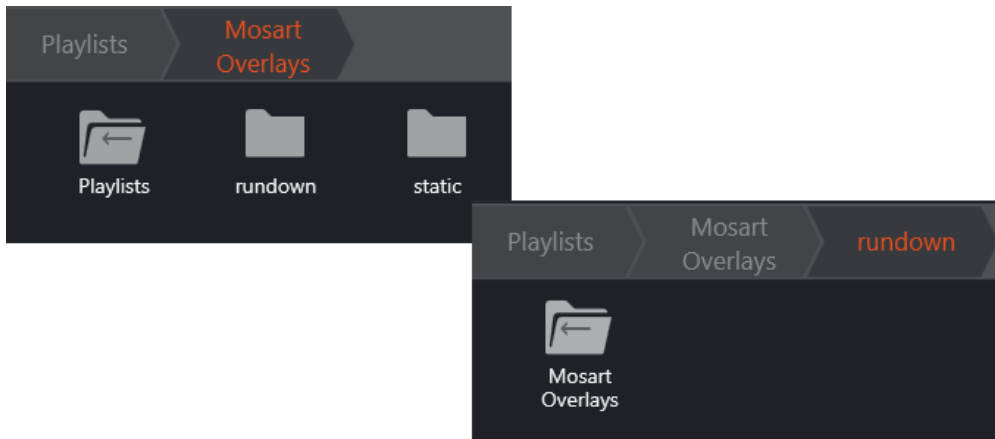 Playlists
Mosart
Overlays
Playlists
rundown
static
Playlists
Mosart
Overlays
rundown
Mosart
Overlays